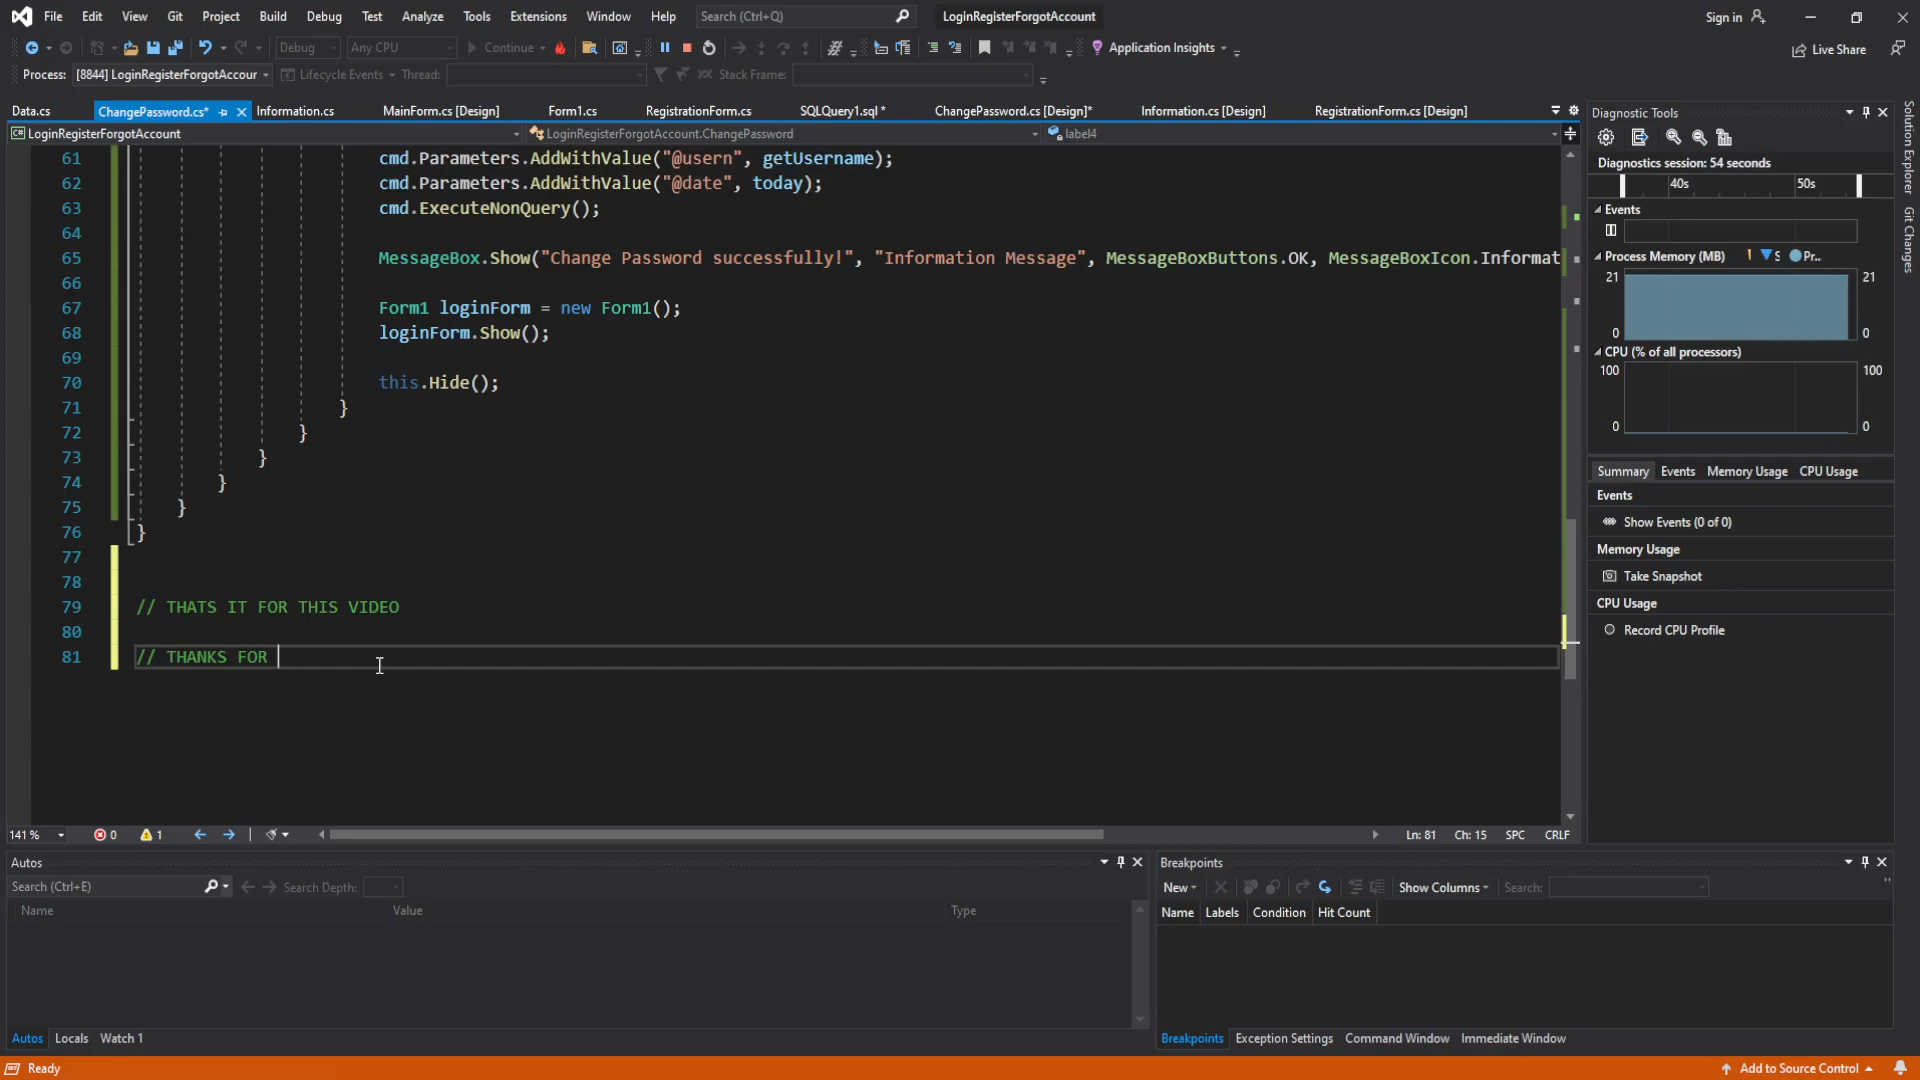 File Edit View Git Project Build Debug Test Analyze Tools Extensions Window Help Search (Ctrl+Q) LoginRegisterForgotAccount Sign in
Debug Any CPU Continue Application Insights Live Share
Process: [8844] LoginRegisterForgotAccour Lifecycle Events Thread: Stack Frame:
Data.cs ChangePassword.cs* Information.cs MainForm.cs [Design] Form1.cs RegistrationForm.cs SQLQuery1.sql * ChangePassword.cs [Design]* Information.cs [Design] RegistrationForm.cs [Design]
LoginRegisterForgotAccount LoginRegisterForgotAccount.ChangePassword label4
61 cmd.Parameters.AddWithValue("@usern", getUsername);
62 cmd.Parameters.AddWithValue("@date", today);
63 cmd.ExecuteNonQuery();
64
65 MessageBox.Show("Change Password successfully!", "Information Message", MessageBoxButtons.OK, MessageBoxIcon.Informat
66
67 Form1 loginForm = new Form1();
68 loginForm.Show();
69
70 this.Hide();
71 }
72 }
73 }
74 }
75 }
76 }
77
78
79 // THATS IT FOR THIS VIDEO
80
81 // THANKS FOR
141 % 0 1 Ln: 81 Ch: 15 SPC CRLF
Diagnostic Tools
Diagnostics session: 54 seconds
40s 50s
Events
Process Memory (MB) S Pr...
21 21
0 0
CPU (% of all processors)
100 100
0 0
Summary Events Memory Usage CPU Usage
Events
Show Events (0 of 0)
Memory Usage
Take Snapshot
CPU Usage
Record CPU Profile
Solution Explorer
Git Changes
Autos
Search (Ctrl+E) Search Depth:
Name Value Type
Autos Locals Watch 1
Breakpoints
New Show Columns Search:
Name Labels Condition Hit Count
Breakpoints Exception Settings Command Window Immediate Window
Ready Add to Source Control